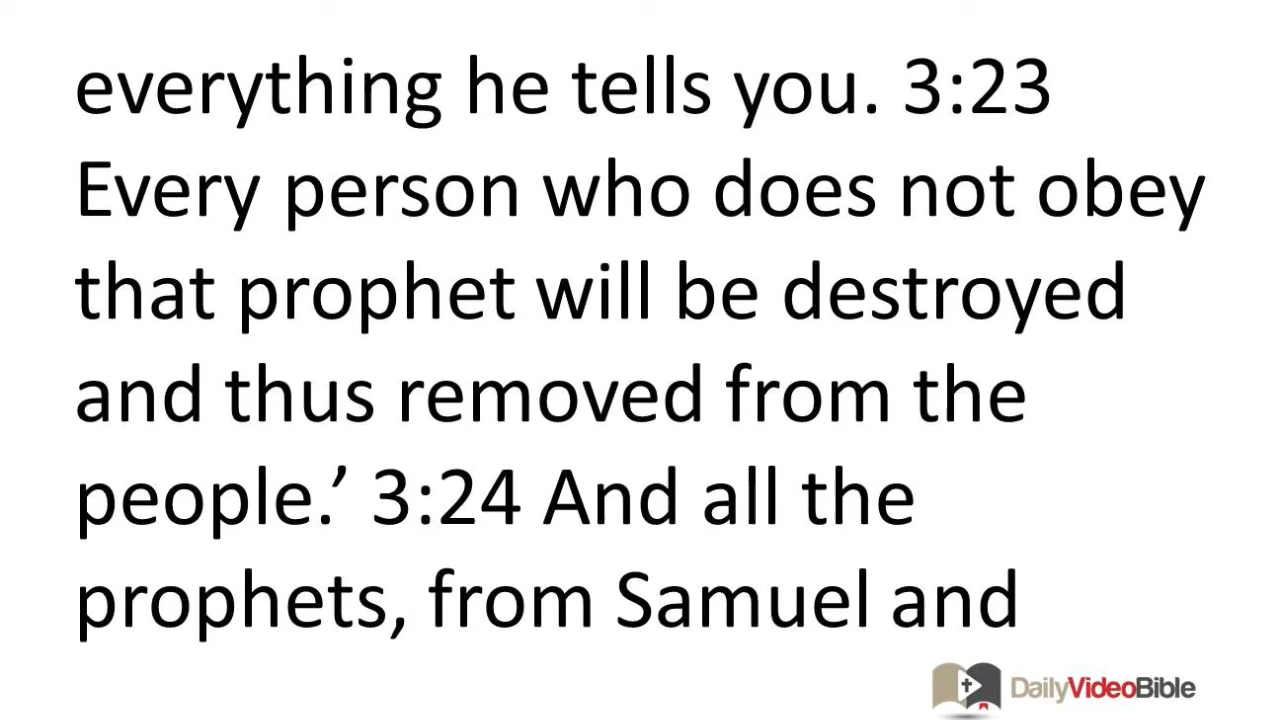 everything he tells you. 3:23
Every person who does not obey
that prophet will be destroyed
and thus removed from the
people.’ 3:24 And all the
prophets, from Samuel and
DailyVideoBible